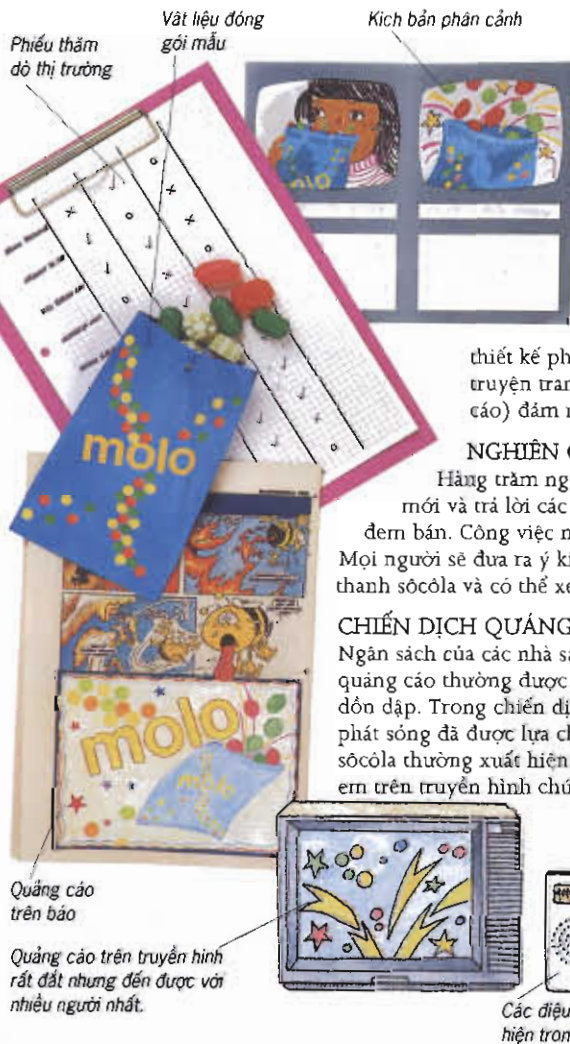 Vât liệu đóng
gói mẫu
Kịch bản phân cảnh
Phiếu thăm
dò thị trường
molo
molo
molo
thiết kế ph
truyện tran
cáo) đảm n
NGHIÊN C
Hàng trăm ng
mới và trả lời các
đem bán. Công việc n
Mọi người sẽ đưa ra ý ki
thanh sôcôla và có thể xe
CHIẾN DỊCH QUẢNG
Ngân sách của các nhà sả
quảng cáo thường được
dồn dập. Trong chiến dị
phát sóng đã được lựa ch
sôcôla thường xuất hiện
em trên truyền hình chứ
Quảng cáo
trên báo
Quảng cáo trên truyền hình
rất đắt nhưng đến được với
nhiều người nhất.
Các điệu
hiện tron